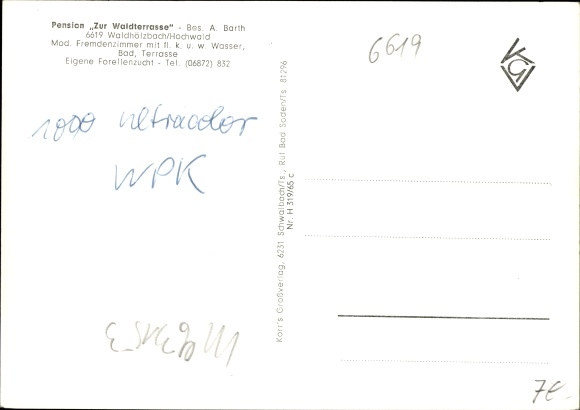 Pension „Zur Waldterrasse" - Bes. A. Barth
6619 Waldhölzbach/Hochwald
Mod. Fremdenzimmer mit fl. k. u. w. Wasser,
Bad, Terrasse
Eigene Forellenzucht - Tel. (06872) 832
6619
1000 ultracolor
WPK
Karr's Großverlag, 6231 Schwalbach/Ts., Ruf Bad Soden/Ts. 81296
Nr. H 319/65 c
7€-